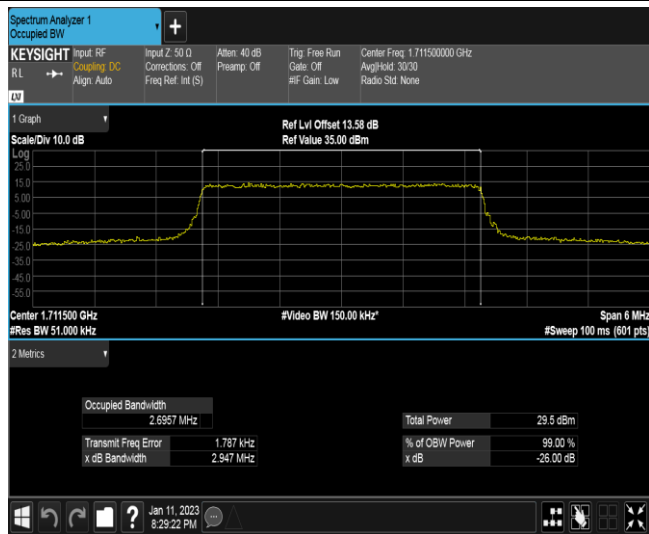 Spectrum Analyzer 1
Occupied BW
+
KEYSIGHT Input: RF Input Z: 50 Ω Atten: 40 dB Trig: Free Run Center Freq: 1.711500000 GHz
RL Coupling: DC Corrections: Off Preamp: Off Gate: Off Avg|Hold: 30/30
Align: Auto Freq Ref: Int (S) #IF Gain: Low Radio Std: None
LXI
1 Graph
Ref Lvl Offset 13.58 dB
Scale/Div 10.0 dB Ref Value 35.00 dBm
Log
25.0
15.0
5.00
-5.00
-15.0
-25.0
-35.0
-45.0
-55.0
Center 1.711500 GHz #Video BW 150.00 kHz* Span 6 MHz
#Res BW 51.000 kHz #Sweep 100 ms (601 pts)
2 Metrics
Occupied Bandwidth
2.6957 MHz Total Power 29.5 dBm
Transmit Freq Error 1.787 kHz % of OBW Power 99.00 %
x dB Bandwidth 2.947 MHz x dB -26.00 dB
? Jan 11, 2023
8:29:22 PM